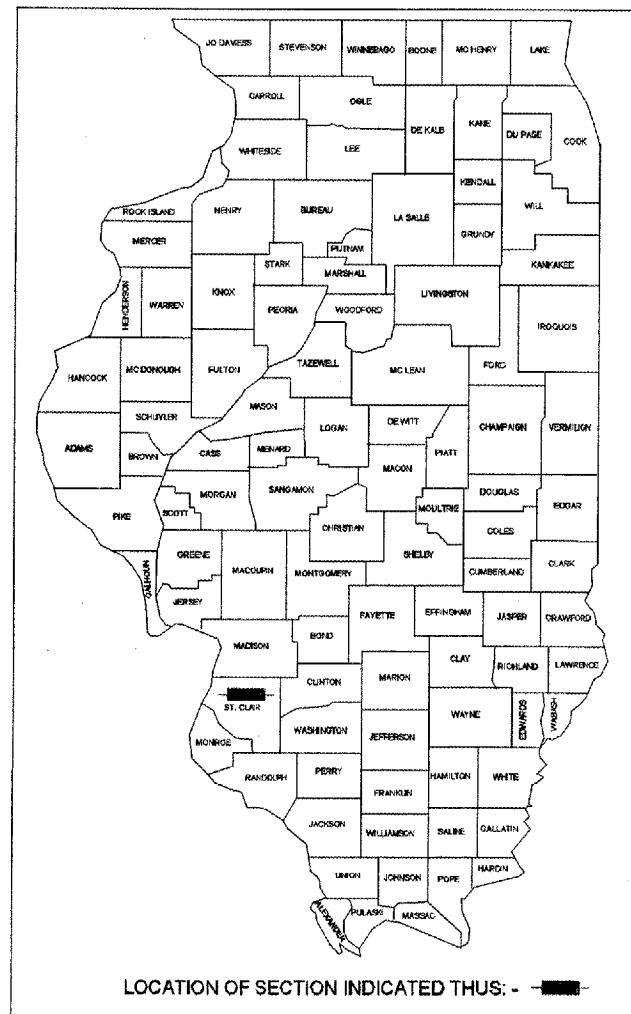 JO DAVIESS
STEVENSON
WINNEBAGO
BOONE
MC HENRY
LAKE
CARROLL
OGLE
DE KALB
KANE
DU PAGE
COOK
WHITESIDE
LEE
KENDALL
WILL
ROCK ISLAND
HENRY
BUREAU
LA SALLE
GRUNDY
MERCER
PUTNAM
STARK
MARSHALL
KANKAKEE
HENDERSON
WARREN
KNOX
PEORIA
WOODFORD
LIVINGSTON
IROQUOIS
TAZEWELL
MC LEAN
FORD
HANCOCK
MC DONOUGH
FULTON
MASON
SCHUYLER
LOGAN
DE WITT
CHAMPAIGN
VERMILION
ADAMS
BROWN
CASS
MENARD
PIATT
MACON
MORGAN
SANGAMON
DOUGLAS
EDGAR
PIKE
SCOTT
CHRISTIAN
MOULTRIE
COLES
GREENE
MACOUPIN
MONTGOMERY
SHELBY
CUMBERLAND
CLARK
CALHOUN
JERSEY
FAYETTE
EFFINGHAM
JASPER
CRAWFORD
MADISON
BOND
CLAY
RICHLAND
LAWRENCE
CLINTON
MARION
ST. CLAIR
WASHINGTON
WAYNE
EDWARDS
WABASH
MONROE
JEFFERSON
RANDOLPH
PERRY
HAMILTON
WHITE
FRANKLIN
JACKSON
WILLIAMSON
SALINE
GALLATIN
UNION
JOHNSON
POPE
HARDIN
ALEXANDER
PULASKI
MASSAC
LOCATION OF SECTION INDICATED THUS: -